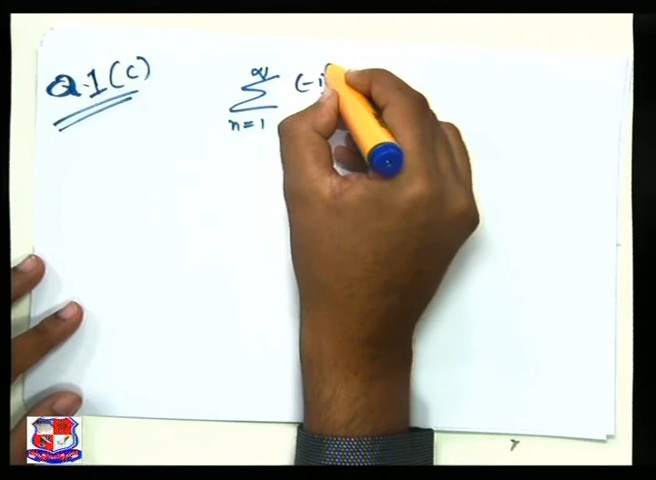 Q.1(c) ∞
∑ (-1
n=1